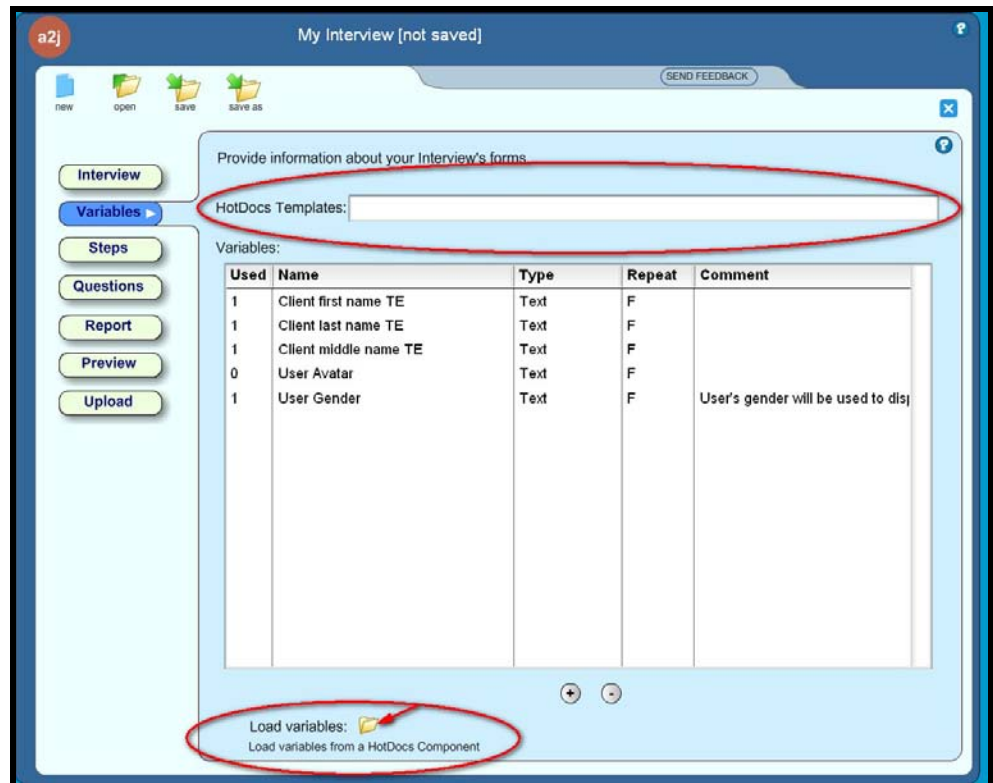 a2j
My Interview [not saved]
SEND FEEDBACK
new open save save as
Provide information about your Interview's forms
Interview
Variables
Steps
Questions
Report
Preview
Upload
HotDocs Templates:
Variables:
Used Name Type Repeat Comment
1 Client first name TE Text F
1 Client last name TE Text F
1 Client middle name TE Text F
0 User Avatar Text F
1 User Gender Text F User's gender will be used to disp
+ -
Load variables:
Load variables from a HotDocs Component